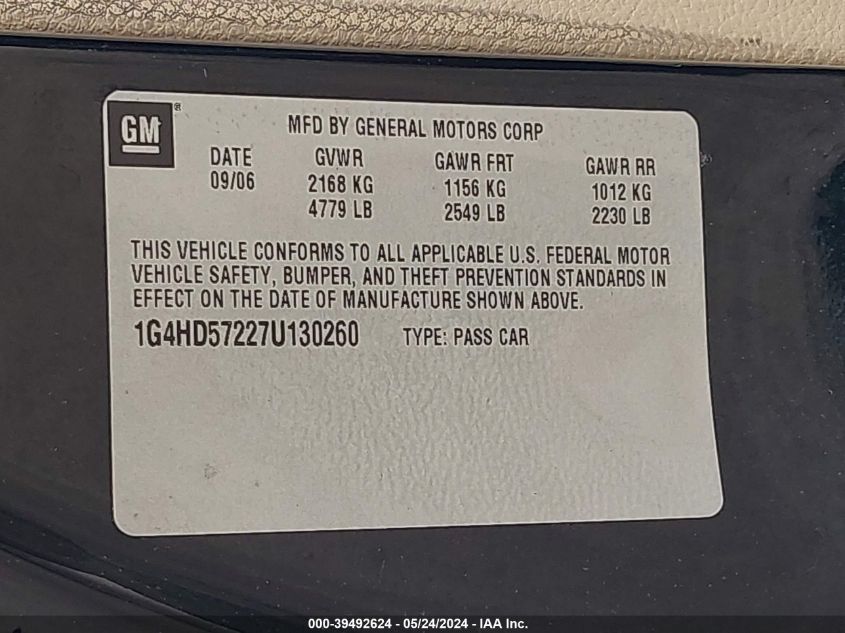 GM®
MFD BY GENERAL MOTORS CORP
DATE GVWR GAWR FRT GAWR RR
09/06 2168 KG 1156 KG 1012 KG
4779 LB 2549 LB 2230 LB
THIS VEHICLE CONFORMS TO ALL APPLICABLE U.S. FEDERAL MOTOR
VEHICLE SAFETY, BUMPER, AND THEFT PREVENTION STANDARDS IN
EFFECT ON THE DATE OF MANUFACTURE SHOWN ABOVE.
1G4HD57227U130260 TYPE: PASS CAR
000-39492624 - 05/24/2024 - IAA Inc.